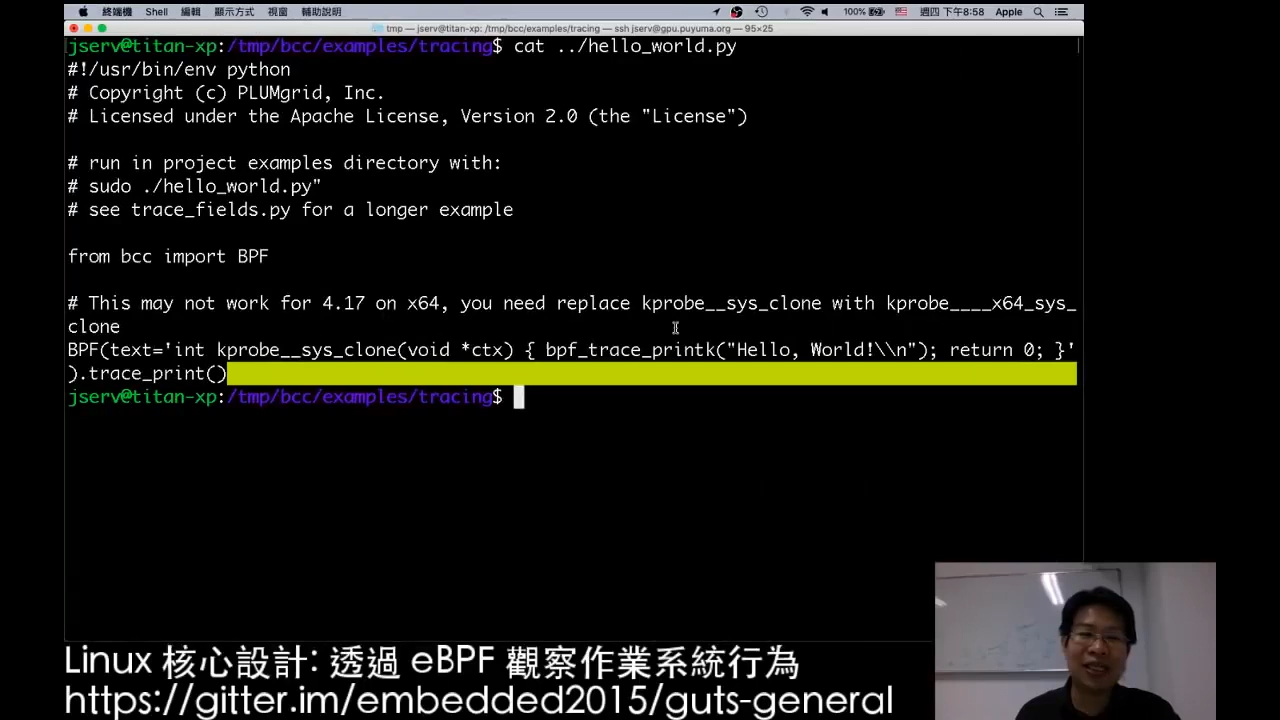 終端機 Shell 編輯 顯示方式 視窗 輔助說明 100% 週四 下午8:58 Apple
tmp — jserv@titan-xp: /tmp/bcc/examples/tracing — ssh jserv@gpu.puyuma.org — 95×25
jserv@titan-xp:/tmp/bcc/examples/tracing$ cat ../hello_world.py
#!/usr/bin/env python
# Copyright (c) PLUMgrid, Inc.
# Licensed under the Apache License, Version 2.0 (the "License")
# run in project examples directory with:
# sudo ./hello_world.py"
# see trace_fields.py for a longer example
from bcc import BPF
# This may not work for 4.17 on x64, you need replace kprobe__sys_clone with kprobe____x64_sys_
clone
BPF(text='int kprobe__sys_clone(void *ctx) { bpf_trace_printk("Hello, World!\\n"); return 0; }'
).trace_print()
jserv@titan-xp:/tmp/bcc/examples/tracing$
Linux 核心設計: 透過 eBPF 觀察作業系統行為
https://gitter.im/embedded2015/guts-general